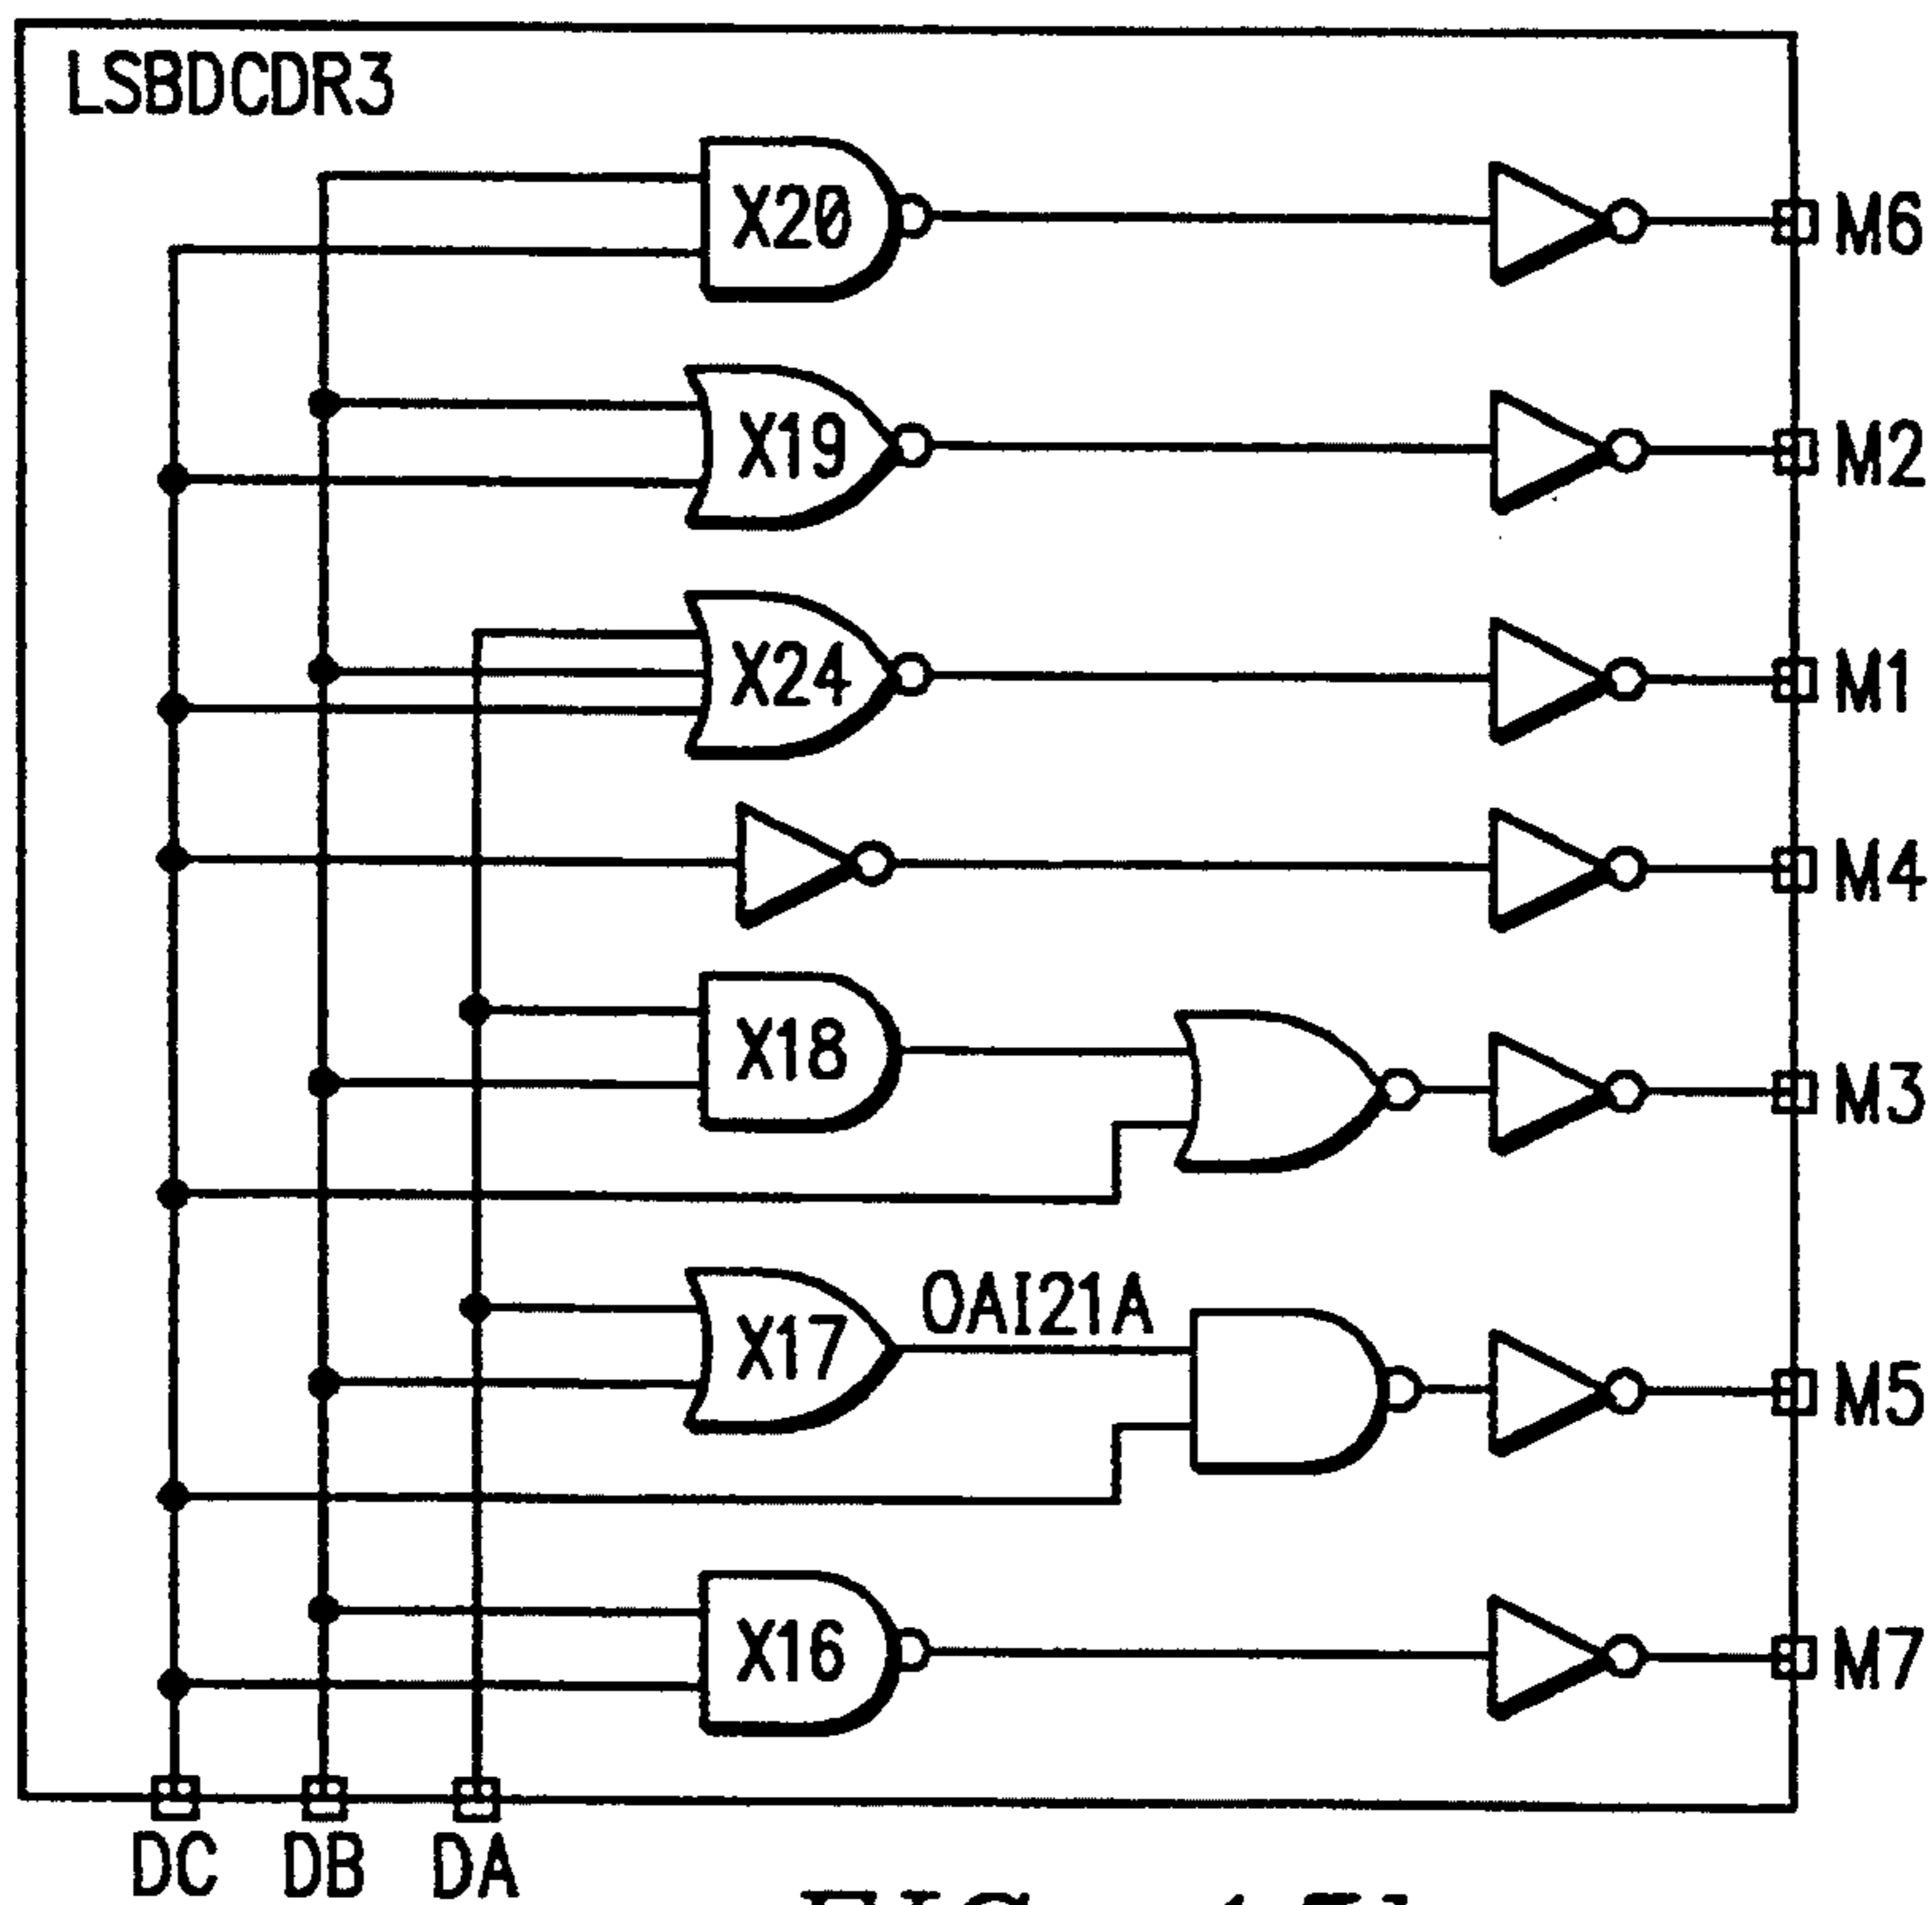 LSBDCDR3
X20
M6
X19
M2
X24
M1
M4
X18
M3
X17
OAI21A
M5
X16
M7
DC DB DA